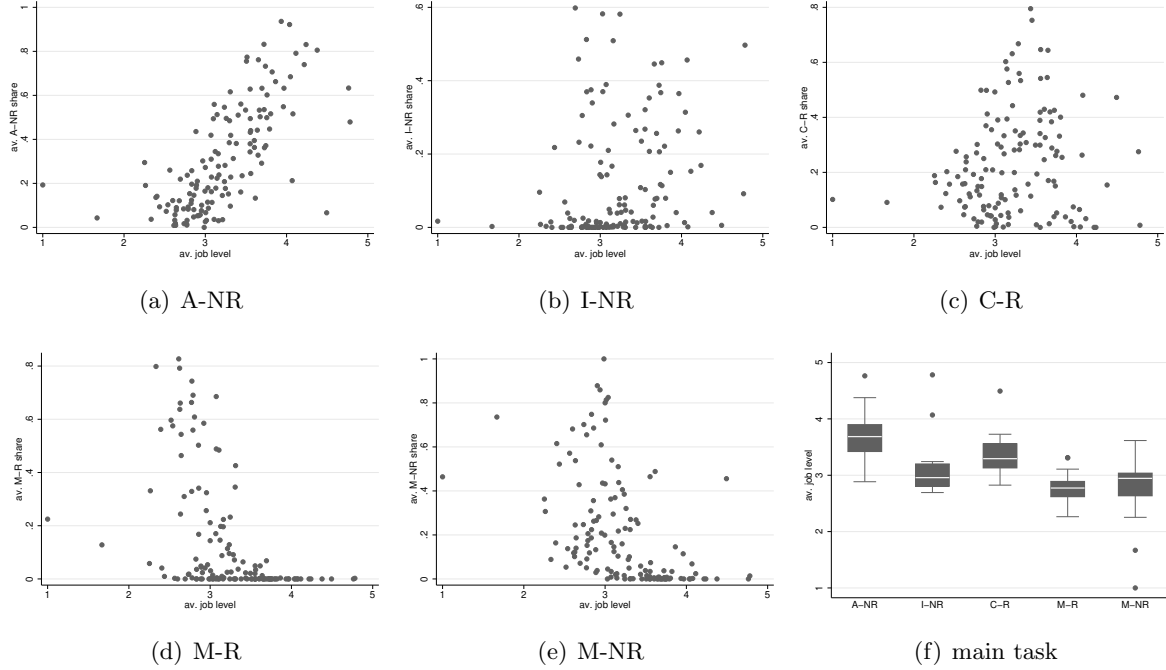 av. A−NR share
0 .2 .4 .6 .8 1
1 2 3 4 5
av. job level
(a) A-NR
av. I−NR share
0 .2 .4 .6
1 2 3 4 5
av. job level
(b) I-NR
av. C−R share
0 .2 .4 .6 .8
1 2 3 4 5
av. job level
(c) C-R
av. M−R share
0 .2 .4 .6 .8
1 2 3 4 5
av. job level
(d) M-R
av. M−NR share
0 .2 .4 .6 .8 1
1 2 3 4 5
av. job level
(e) M-NR
av. job level
1 2 3 4 5
A−NR I−NR C−R M−R M−NR
(f) main task